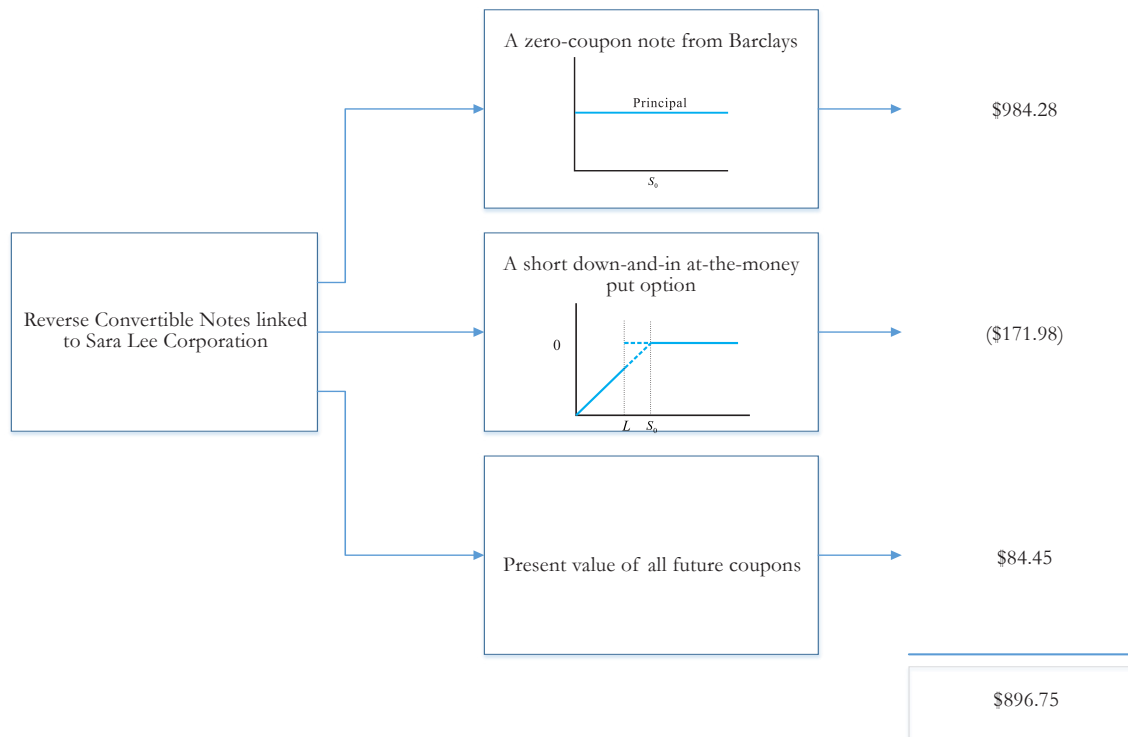 A zero-coupon note from Barclays
Principal
S₀
$984.28
Reverse Convertible Notes linked
to Sara Lee Corporation
A short down-and-in at-the-money
put option
0
L S₀
($171.98)
Present value of all future coupons
$84.45
$896.75